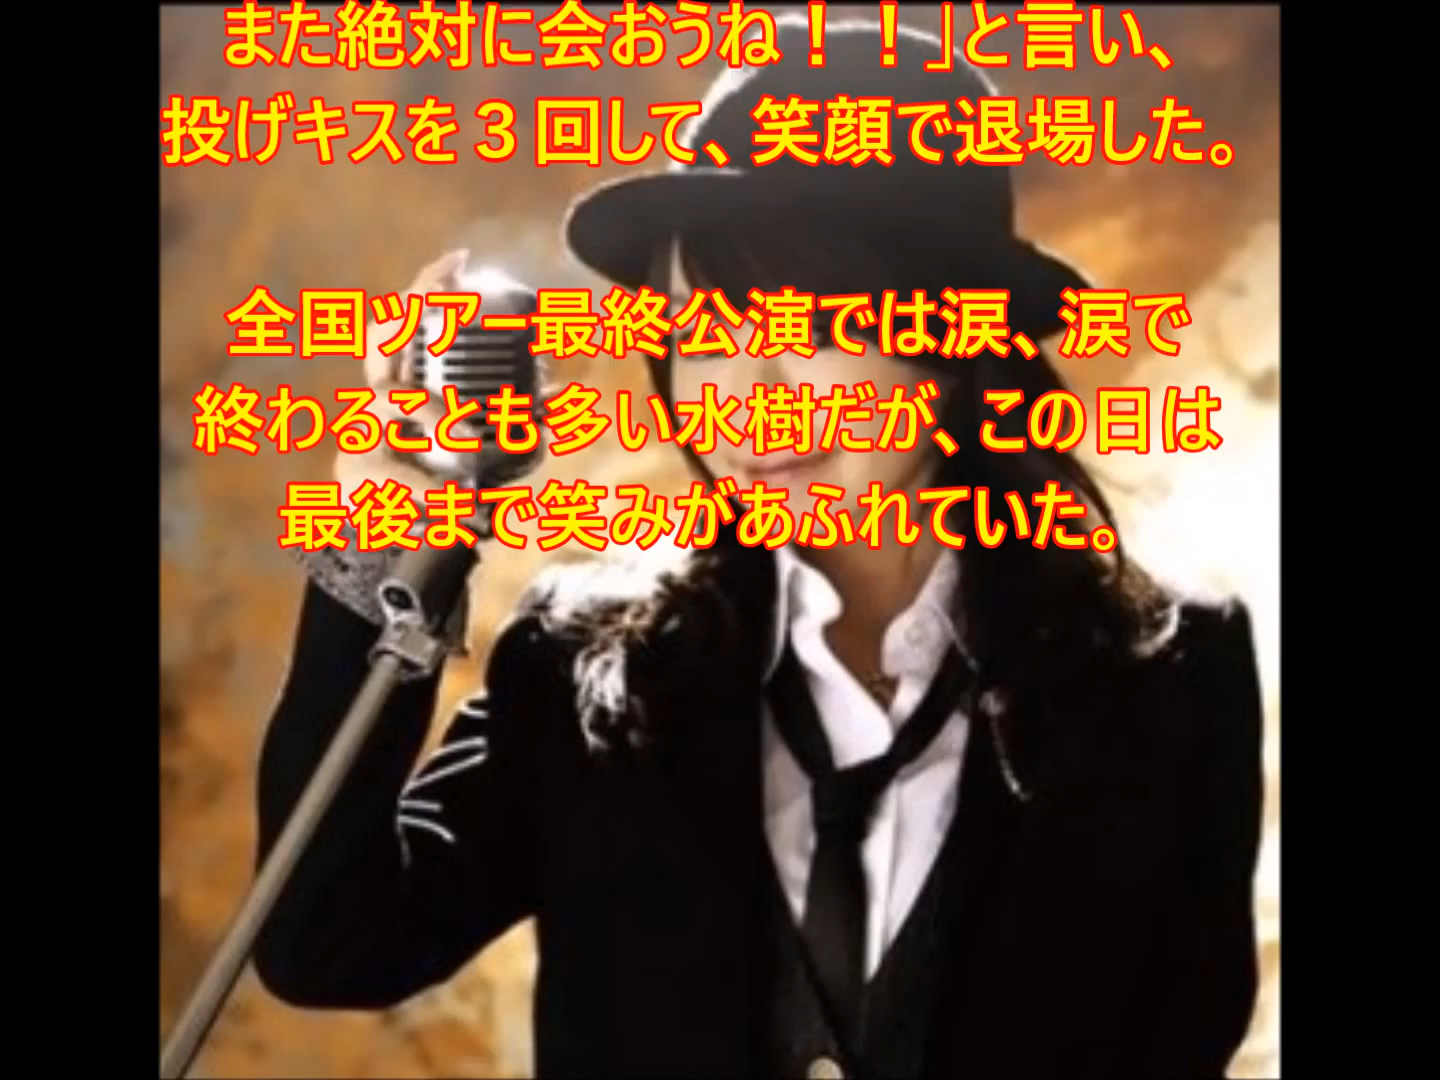 また絶対に会おうね！！」と言い、
投げキスを３回して、笑顔で退場した。
全国ツアー最終公演では涙、涙で
終わることも多い水樹だが、この日は
最後まで笑みがあふれていた。